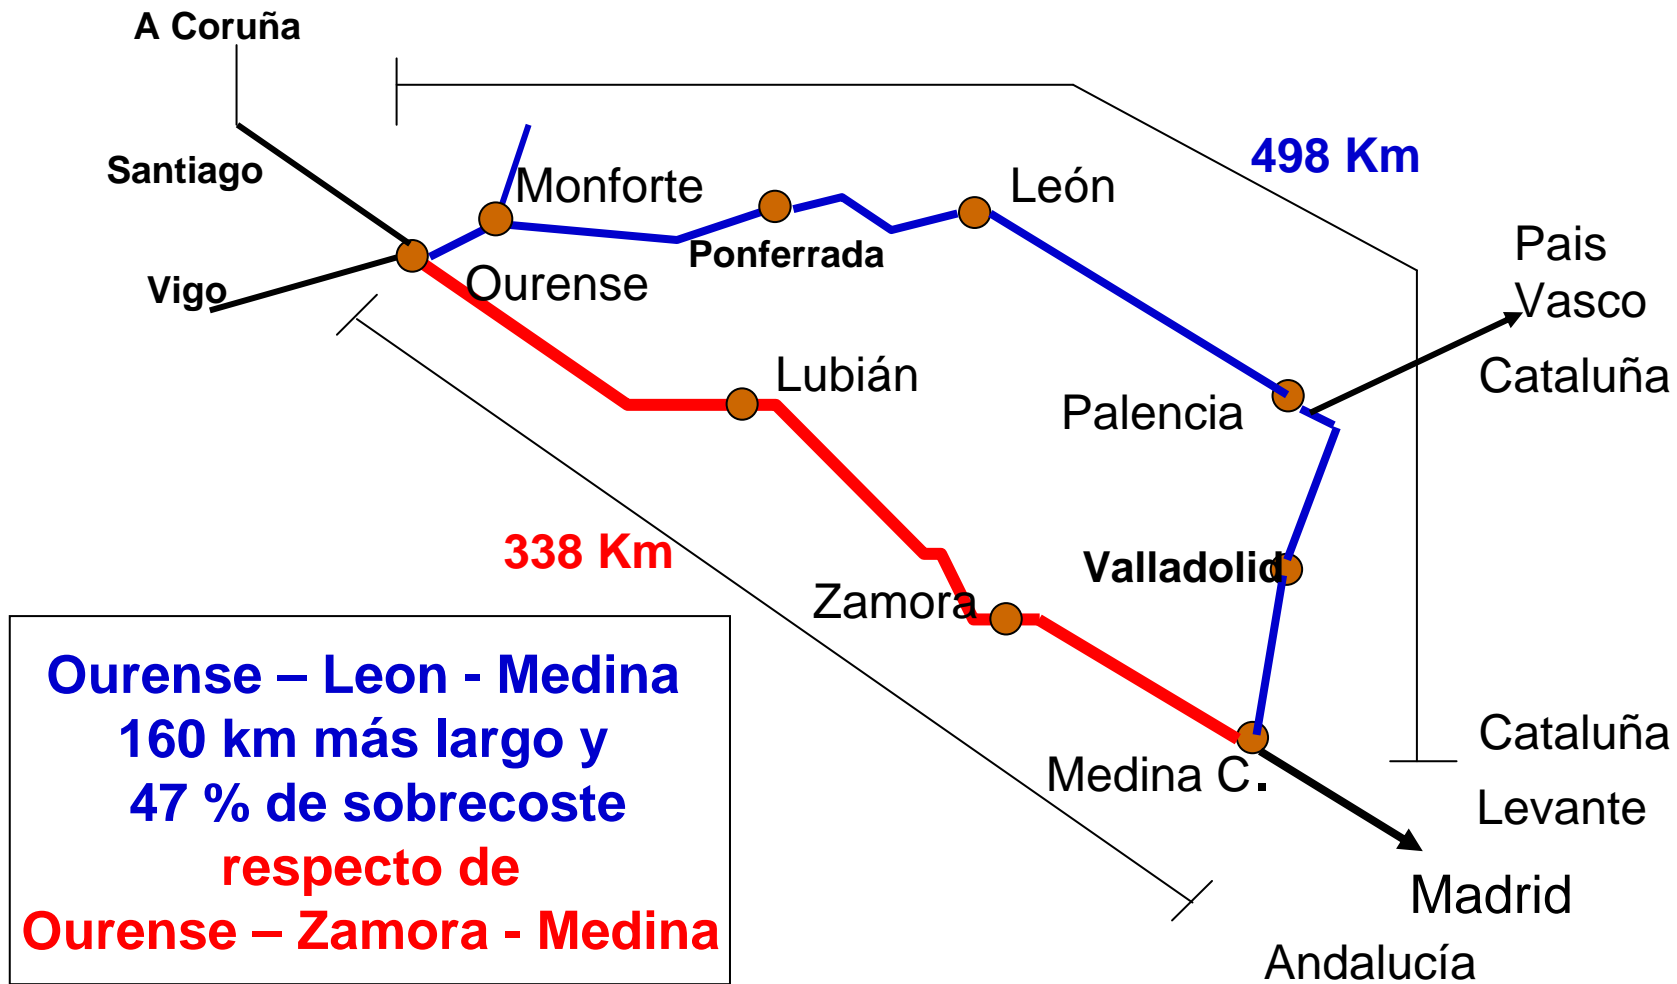 A Coruña
498 Km
Santiago
Monforte
León
Ponferrada
Pais
Vasco
Vigo
Ourense
Lubián
Cataluña
Palencia
338 Km
Valladolid
Zamora
Ourense – Leon - Medina
160 km más largo y
47 % de sobrecoste
respecto de
Ourense – Zamora - Medina
Medina C.
Cataluña
Levante
Madrid
Andalucía